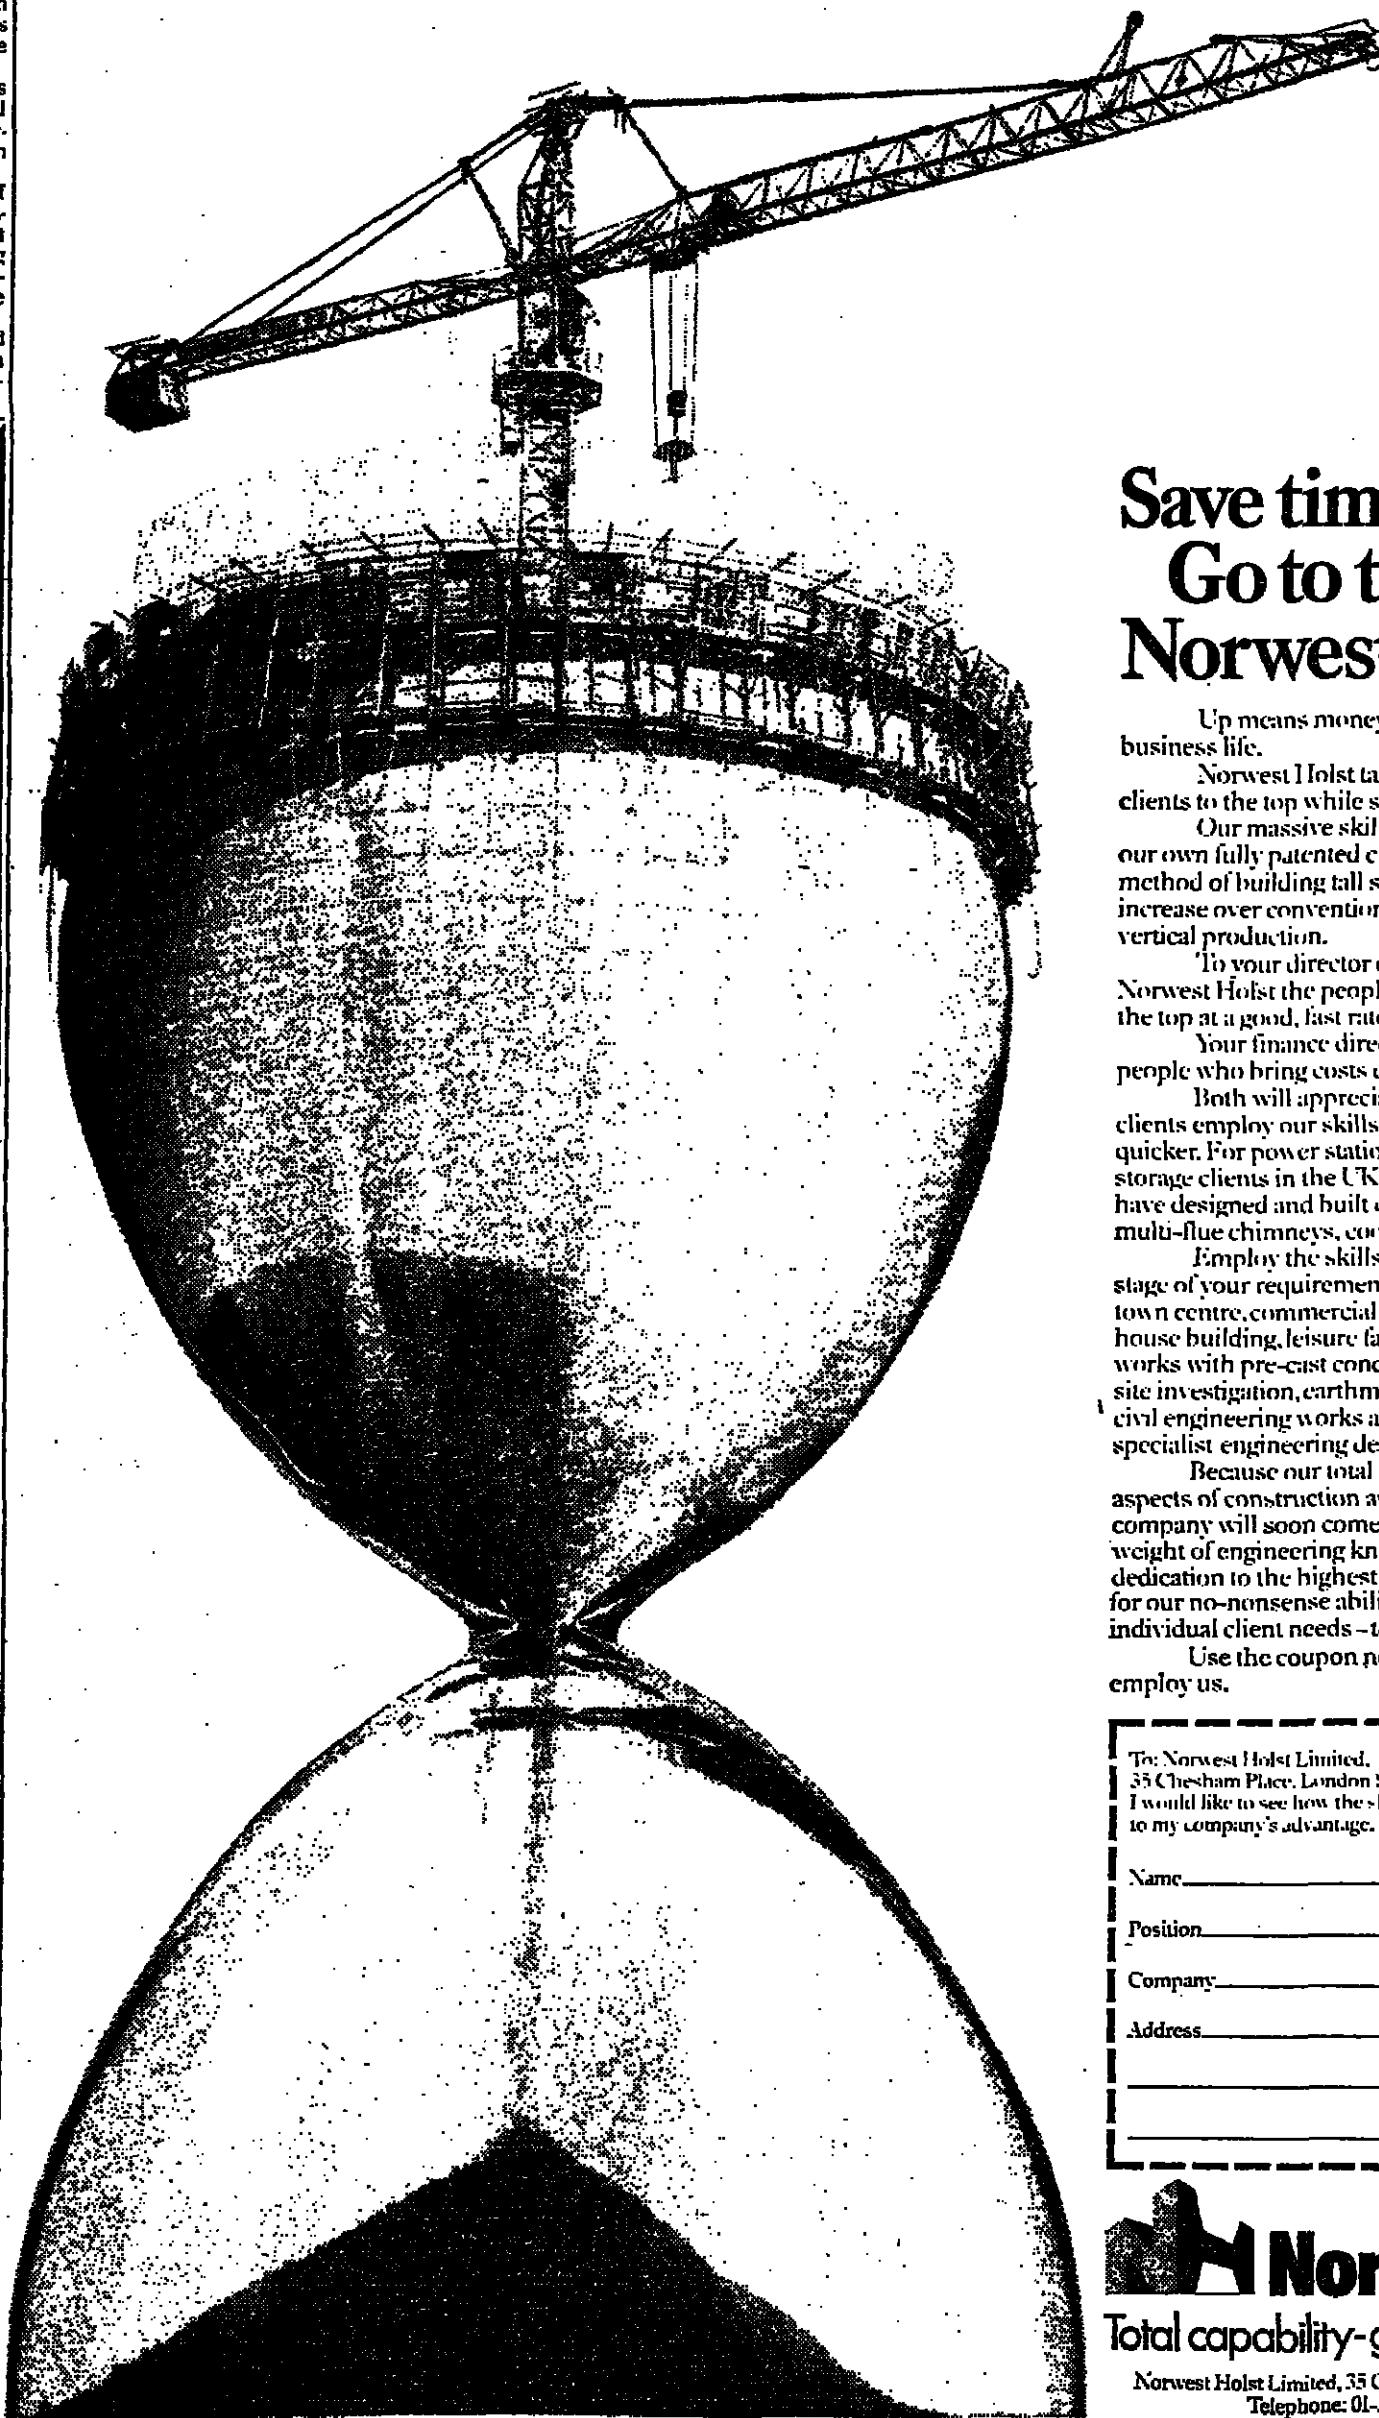 Save tim
Go to t
Norwest
Up means money
business life.
Norwest Holst ta
clients to the top while s
Our massive skil
our own fully patented c
method of building tall s
increase over convention
vertical production.
To your director
Norwest Holst the peopl
the top at a good, fast rate
Your finance dire
people who bring costs
Both will appreci
clients employ our skills
quicker. For power statio
storage clients in the UK
have designed and built
multi-flue chimneys, coo
Employ the skills
stage of your requiremen
town centre, commercial
house building, leisure fa
works with pre-cast conc
site investigation, earthm
civil engineering works a
specialist engineering de
Because our total
aspects of construction a
company will soon come
weight of engineering kn
dedication to the highest
for our no-nonsense abili
individual client needs – t
Use the coupon n
employ us.
To: Norwest Holst Limited,
35 Chesham Place, London S
I would like to see how the s
to my company's advantage.
Name
Position
Company
Address
Nor
Total capability-g
Norwest Holst Limited, 35 C
Telephone: 01-